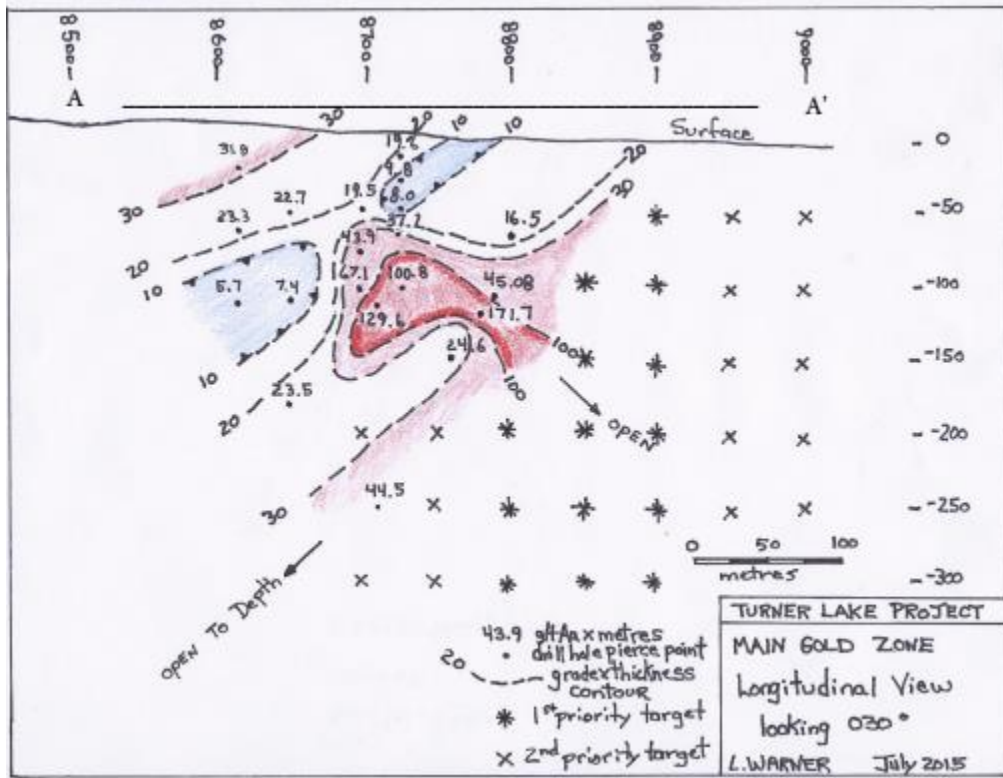 8500
8600
8700
8800
8900
9000
A
A'
30
20
10
10
Surface
0
31.8
19.2
9.8
8.0
20
30
22.7
19.5
30
23.3
37.2
16.5
-50
20
43.9
10
5.7
7.4
167.1
100.8
45.08
-100
129.6
171.7
24.6
100
-150
10
100
23.5
20
OPEN
-200
44.5
30
-250
0 50 100
metres
-300
OPEN TO DEPTH
43.9 g/tAu x metres
drill hole pierce point
20
grade x thickness
contour
1st priority target
2nd priority target
TURNER LAKE PROJECT
MAIN GOLD ZONE
Longitudinal View
looking 030°
L. WARNER July 2015